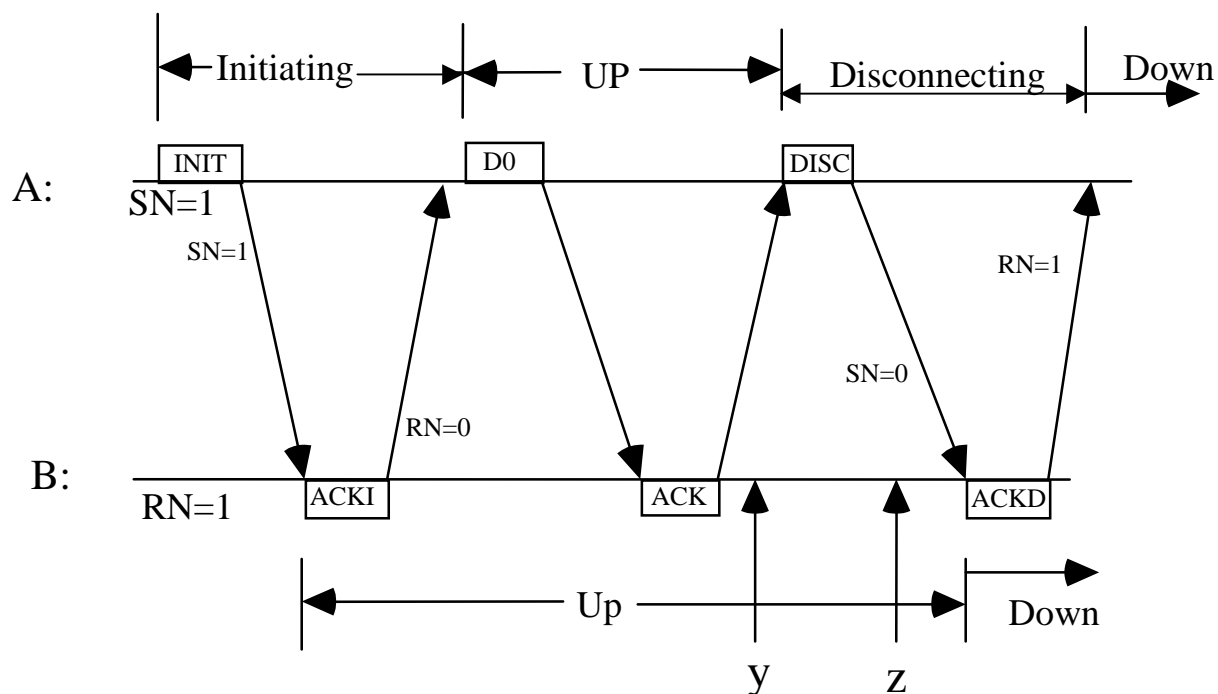 Initiating UP Disconnecting Down
A: INIT D0 DISC
SN=1
SN=1 RN=1
SN=0
RN=0
B: ACKI ACK ACKD
RN=1
Up Down
y z